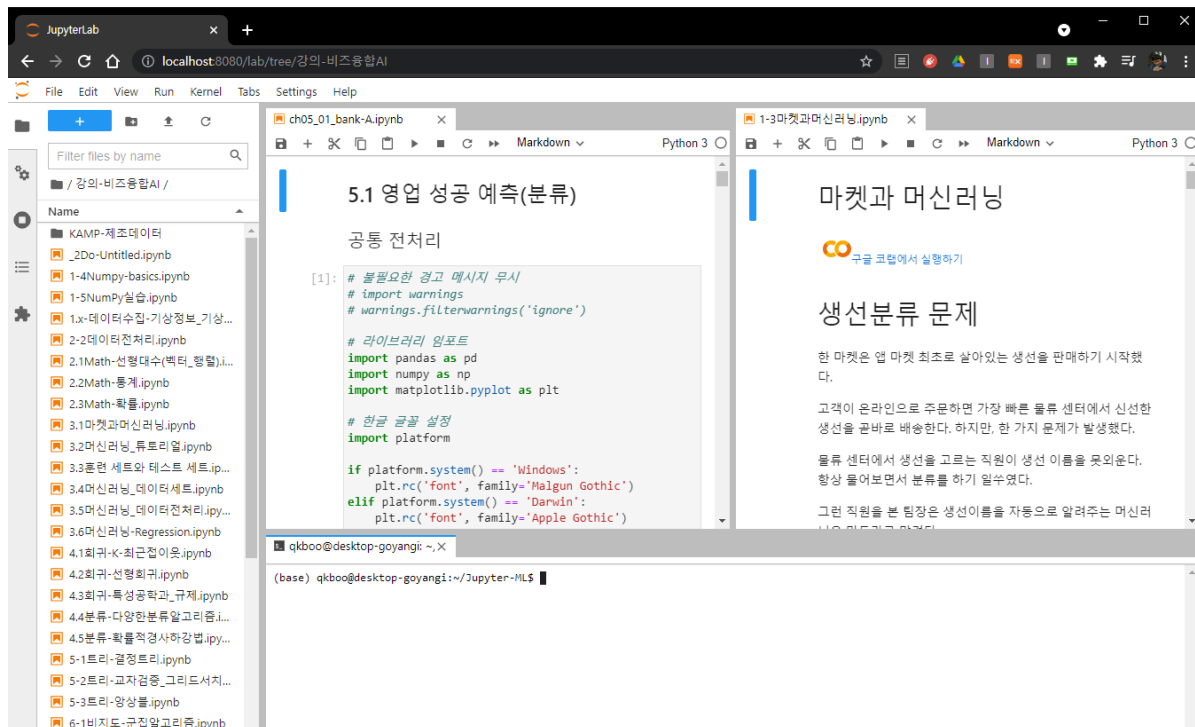 JupyterLab
localhost:8080/lab/tree/강의-비즈융합AI
File Edit View Run Kernel Tabs Settings Help
Filter files by name
/ 강의-비즈융합AI /
Name
KAMP-제조데이터
_2Do-Untitled.ipynb
1-4Numpy-basics.ipynb
1-5NumPy실습.ipynb
1.x-데이터수집-기상정보_기상...
2-2데이터전처리.ipynb
2.1Math-선형대수(벡터_행렬).i...
2.2Math-통계.ipynb
2.3Math-확률.ipynb
3.1마켓과머신러닝.ipynb
3.2머신러닝_튜토리얼.ipynb
3.3훈련 세트와 테스트 세트.ip...
3.4머신러닝_데이터세트.ipynb
3.5머신러닝_데이터전처리.ipy...
3.6머신러닝-Regression.ipynb
4.1회귀-K-최근접이웃.ipynb
4.2회귀-선형회귀.ipynb
4.3회귀-특성공학과_규제.ipynb
4.4분류-다양한분류알고리즘.i...
4.5분류-확률적경사하강법.ipy...
5-1트리-결정트리.ipynb
5-2트리-교차검증_그리드서치...
5-3트리-앙상블.ipynb
6-1비지도-군집알고리즘.ipynb
ch05_01_bank-A.ipynb
Markdown
Python 3
5.1 영업 성공 예측(분류)
공통 전처리
[1]:
# 불필요한 경고 메시지 무시
# import warnings
# warnings.filterwarnings('ignore')
# 라이브러리 임포트
import pandas as pd
import numpy as np
import matplotlib.pyplot as plt
# 한글 글꼴 설정
import platform
if platform.system() == 'Windows':
plt.rc('font', family='Malgun Gothic')
elif platform.system() == 'Darwin':
plt.rc('font', family='Apple Gothic')
1-3마켓과머신러닝.ipynb
Markdown
Python 3
마켓과 머신러닝
구글 코랩에서 실행하기
생선분류 문제
한 마켓은 앱 마켓 최초로 살아있는 생선을 판매하기 시작했
다.
고객이 온라인으로 주문하면 가장 빠른 물류 센터에서 신선한
생선을 곧바로 배송한다. 하지만, 한 가지 문제가 발생했다.
물류 센터에서 생선을 고르는 직원이 생선 이름을 못외운다.
항상 물어보면서 분류를 하기 일쑤였다.
그런 직원을 본 팀장은 생선이름을 자동으로 알려주는 머신러
qkboo@desktop-goyangi: ~,
(base) qkboo@desktop-goyangi:~/Jupyter-ML$